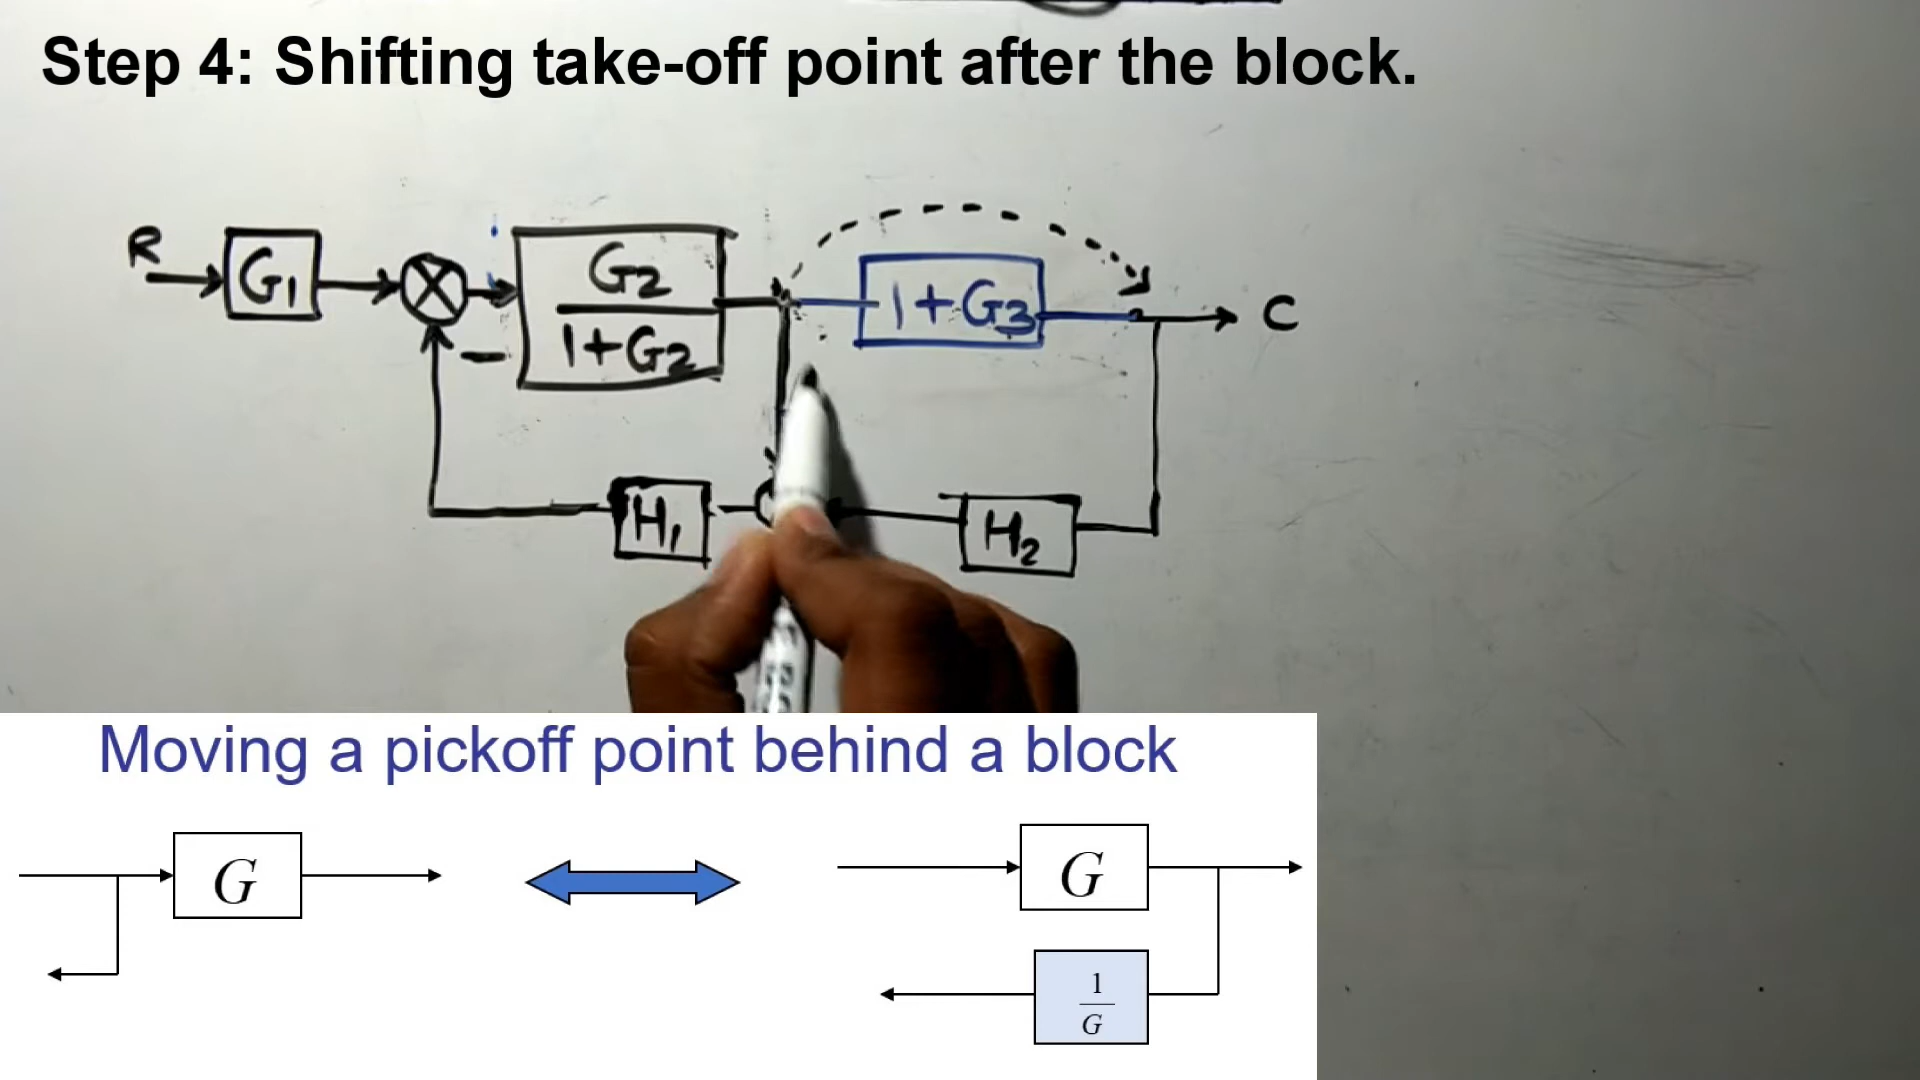 Step 4: Shifting take-off point after the block.
R
G1
G2
1+G2
1+G3
C
−
H1
H2
Moving a pickoff point behind a block
G
G
1
G